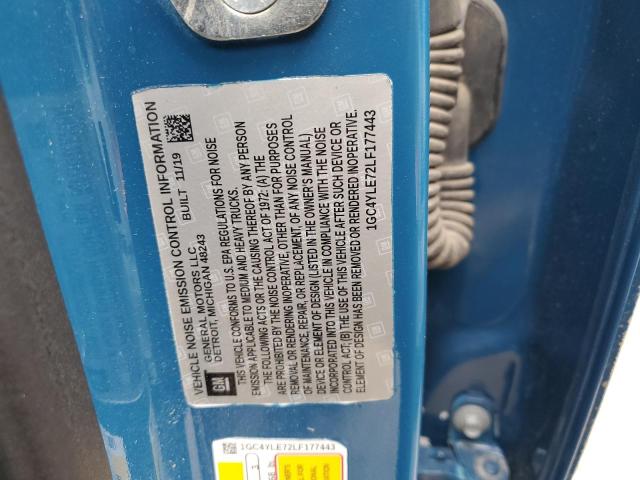 VEHICLE NOISE EMISSION CONTROL INFORMATION
GENERAL MOTORS LLC BUILT 11/19
DETROIT, MICHIGAN 48243
GM
THIS VEHICLE CONFORMS TO U.S. EPA REGULATIONS FOR NOISE
EMISSION APPLICABLE TO MEDIUM AND HEAVY TRUCKS.
THE FOLLOWING ACTS OR THE CAUSING THEREOF BY ANY PERSON
ARE PROHIBITED BY THE NOISE CONTROL ACT OF 1972: (A) THE
REMOVAL OR RENDERING INOPERATIVE, OTHER THAN FOR PURPOSES
OF MAINTENANCE, REPAIR, OR REPLACEMENT, OF ANY NOISE CONTROL
DEVICE OR ELEMENT OF DESIGN (LISTED IN THE OWNER'S MANUAL)
INCORPORATED INTO THIS VEHICLE IN COMPLIANCE WITH THE NOISE
CONTROL ACT; (B) THE USE OF THIS VEHICLE AFTER SUCH DEVICE OR
ELEMENT OF DESIGN HAS BEEN REMOVED OR RENDERED INOPERATIVE.
1GC4YLE72LF177443
1GC4YLE72LF177443